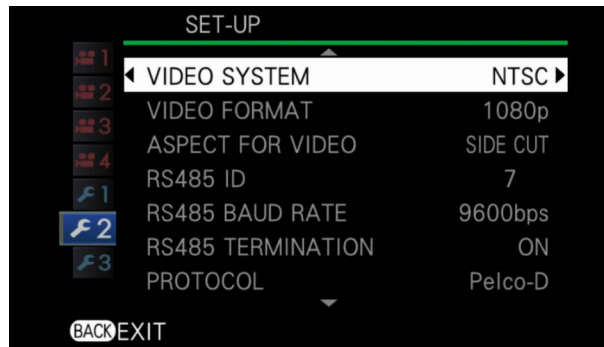 SET-UP
1
VIDEO SYSTEM NTSC
2
VIDEO FORMAT 1080p
3
ASPECT FOR VIDEO SIDE CUT
4
RS485 ID 7
1
RS485 BAUD RATE 9600bps
2
RS485 TERMINATION ON
3
PROTOCOL Pelco-D
BACK EXIT